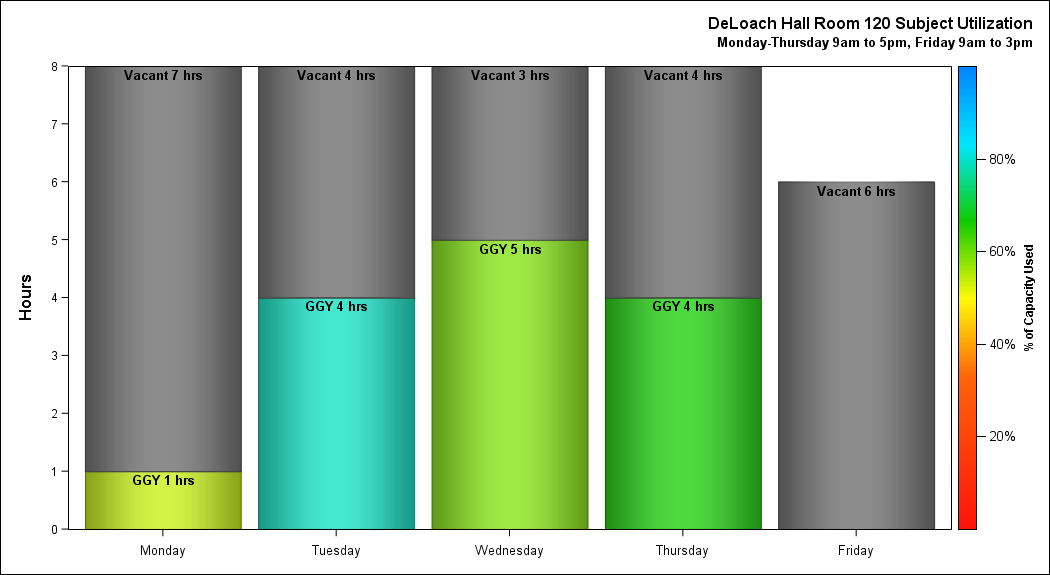 DeLoach Hall Room 120 Subject Utilization
Monday-Thursday 9am to 5pm, Friday 9am to 3pm
8
7
6
5
4
3
2
1
0
Hours
Vacant 7 hrs
GGY 1 hrs
Vacant 4 hrs
GGY 4 hrs
Vacant 3 hrs
GGY 5 hrs
Vacant 4 hrs
GGY 4 hrs
Vacant 6 hrs
Monday
Tuesday
Wednesday
Thursday
Friday
80%
60%
40%
20%
% of Capacity Used